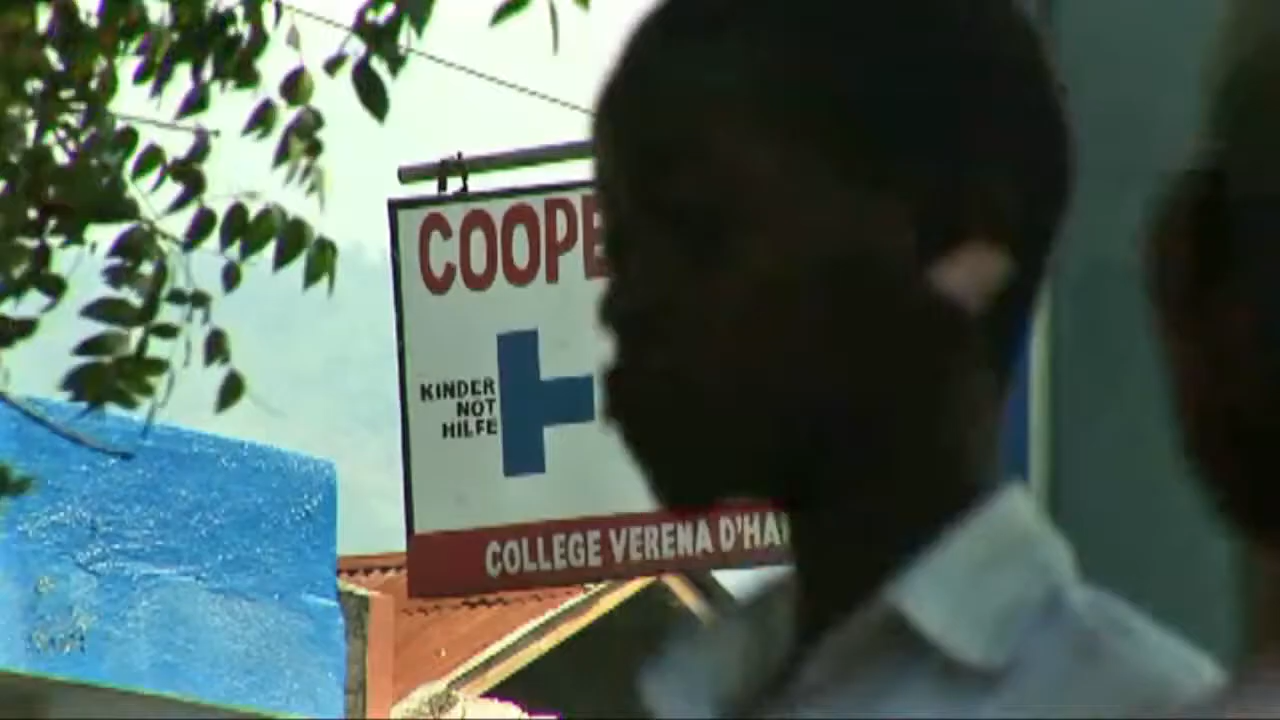 COOPE
KINDER
NOT
HILFE
COLLEGE VERENA D'HA